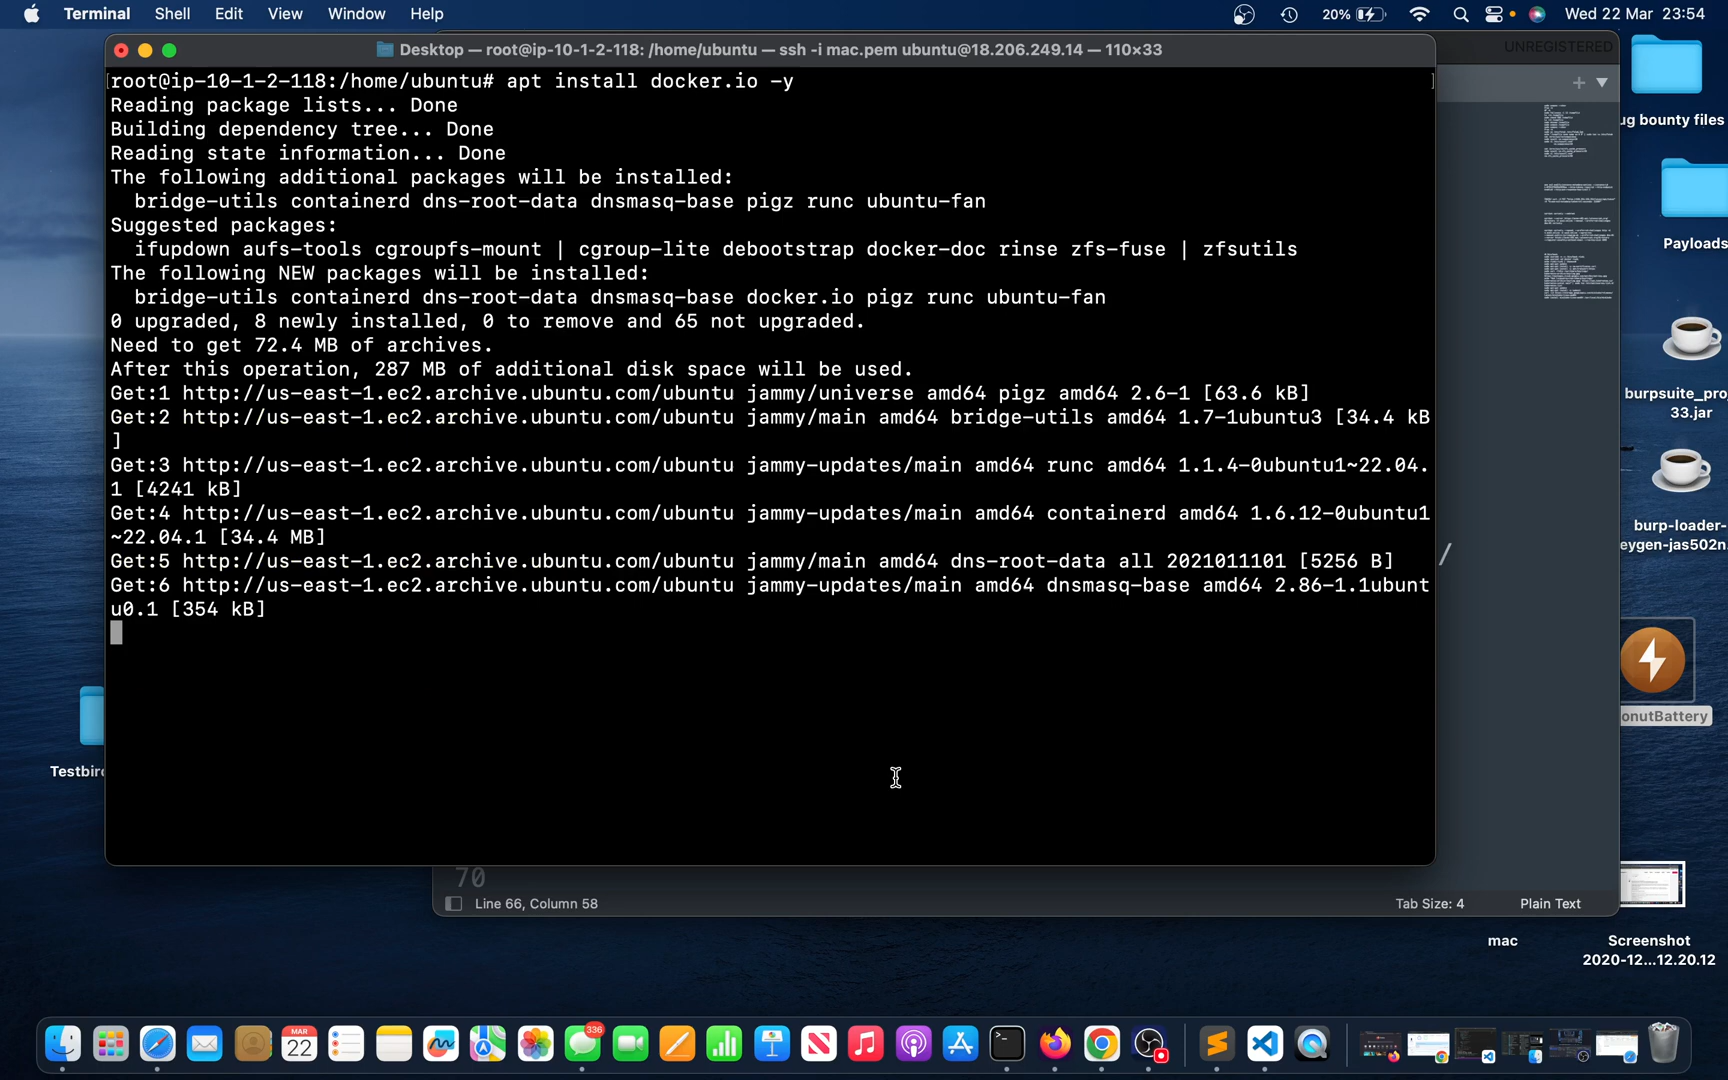 Terminal Shell Edit View Window Help 20% Wed 22 Mar 23:54
Desktop — root@ip-10-1-2-118: /home/ubuntu — ssh -i mac.pem ubuntu@18.206.249.14 — 110×33
UNREGISTERED
[root@ip-10-1-2-118:/home/ubuntu# apt install docker.io -y ]
Reading package lists... Done
Building dependency tree... Done
Reading state information... Done
The following additional packages will be installed:
bridge-utils containerd dns-root-data dnsmasq-base pigz runc ubuntu-fan
Suggested packages:
ifupdown aufs-tools cgroupfs-mount | cgroup-lite debootstrap docker-doc rinse zfs-fuse | zfsutils
The following NEW packages will be installed:
bridge-utils containerd dns-root-data dnsmasq-base docker.io pigz runc ubuntu-fan
0 upgraded, 8 newly installed, 0 to remove and 65 not upgraded.
Need to get 72.4 MB of archives.
After this operation, 287 MB of additional disk space will be used.
Get:1 http://us-east-1.ec2.archive.ubuntu.com/ubuntu jammy/universe amd64 pigz amd64 2.6-1 [63.6 kB]
Get:2 http://us-east-1.ec2.archive.ubuntu.com/ubuntu jammy/main amd64 bridge-utils amd64 1.7-1ubuntu3 [34.4 kB
]
Get:3 http://us-east-1.ec2.archive.ubuntu.com/ubuntu jammy-updates/main amd64 runc amd64 1.1.4-0ubuntu1~22.04.
1 [4241 kB]
Get:4 http://us-east-1.ec2.archive.ubuntu.com/ubuntu jammy-updates/main amd64 containerd amd64 1.6.12-0ubuntu1
~22.04.1 [34.4 MB]
Get:5 http://us-east-1.ec2.archive.ubuntu.com/ubuntu jammy/main amd64 dns-root-data all 2021011101 [5256 B]
Get:6 http://us-east-1.ec2.archive.ubuntu.com/ubuntu jammy-updates/main amd64 dnsmasq-base amd64 2.86-1.1ubunt
u0.1 [354 kB]
/
70
Line 66, Column 58 Tab Size: 4 Plain Text
ug bounty files
Payloads
burpsuite_pro
33.jar
burp-loader-
eygen-jas502n
onutBattery
Testbir
mac
Screenshot
2020-12...12.20.12
336
MAR
22